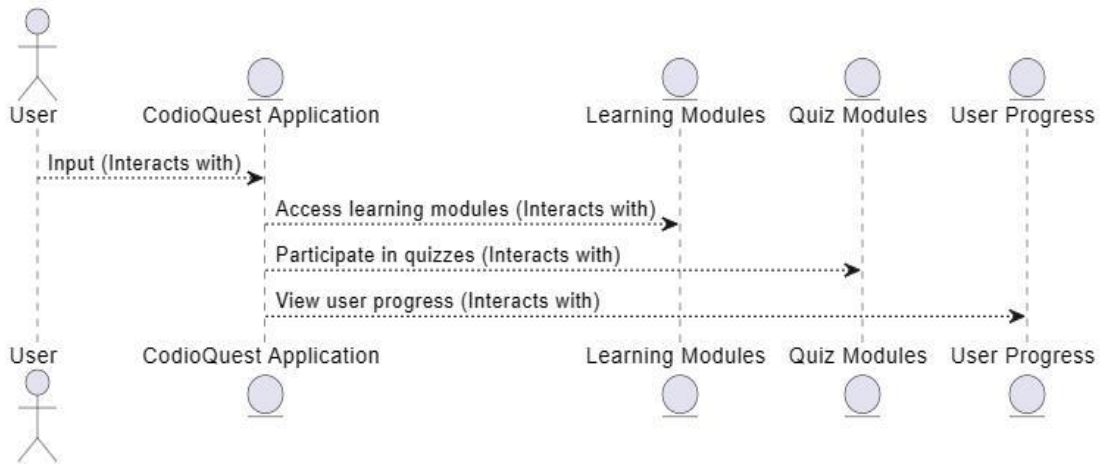 User
CodioQuest Application
Learning Modules
Quiz Modules
User Progress
Input (Interacts with)
Access learning modules (Interacts with)
Participate in quizzes (Interacts with)
View user progress (Interacts with)
User
CodioQuest Application
Learning Modules
Quiz Modules
User Progress